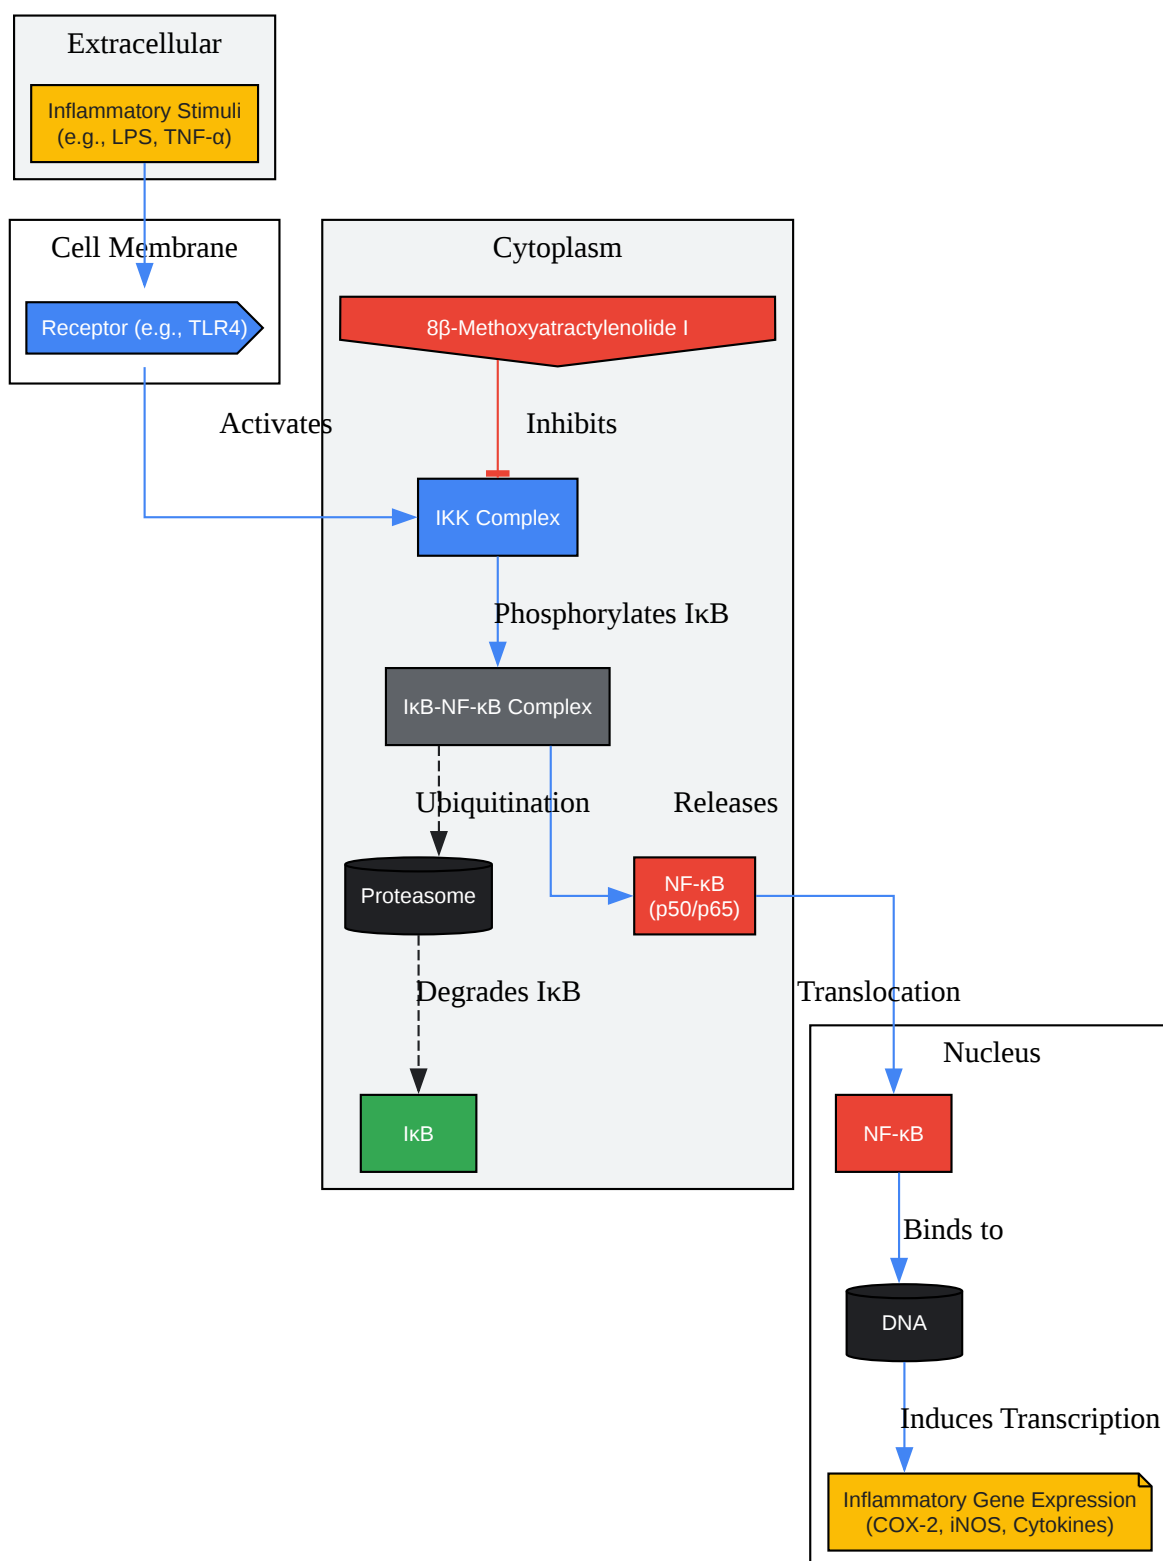 Extracellular
Inflammatory Stimuli
(e.g., LPS, TNF-α)
Cell Membrane
Receptor (e.g., TLR4)
Activates
Cytoplasm
8β-Methoxyatractylenolide I
Inhibits
IKK Complex
Phosphorylates IκB
IκB-NF-κB Complex
Ubiquitination
Releases
Proteasome
NF-κB
(p50/p65)
Degrades IκB
Translocation
IκB
Nucleus
NF-κB
Binds to
DNA
Induces Transcription
Inflammatory Gene Expression
(COX-2, iNOS, Cytokines)